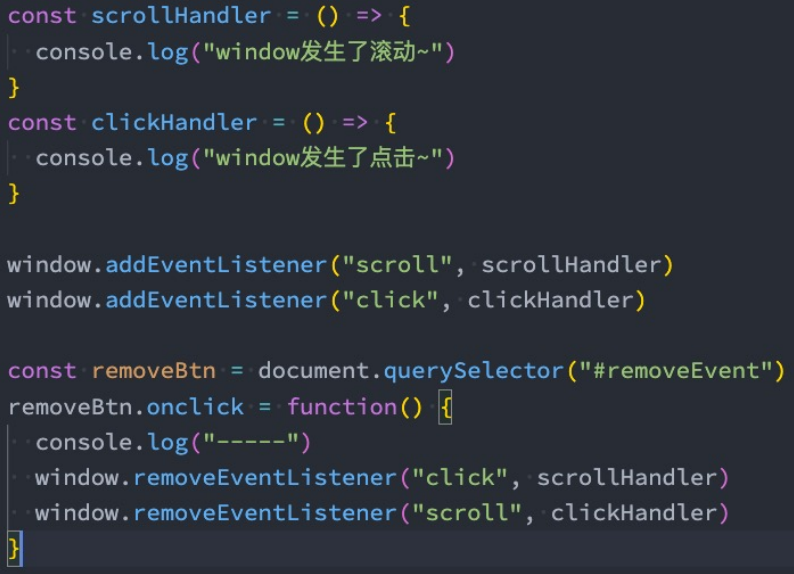 const scrollHandler = () => {
  console.log("window发生了滚动~")
}
const clickHandler = () => {
  console.log("window发生了点击~")
}

window.addEventListener("scroll", scrollHandler)
window.addEventListener("click", clickHandler)

const removeBtn = document.querySelector("#removeEvent")
removeBtn.onclick = function() {
  console.log("-----")
  window.removeEventListener("click", scrollHandler)
  window.removeEventListener("scroll", clickHandler)
}